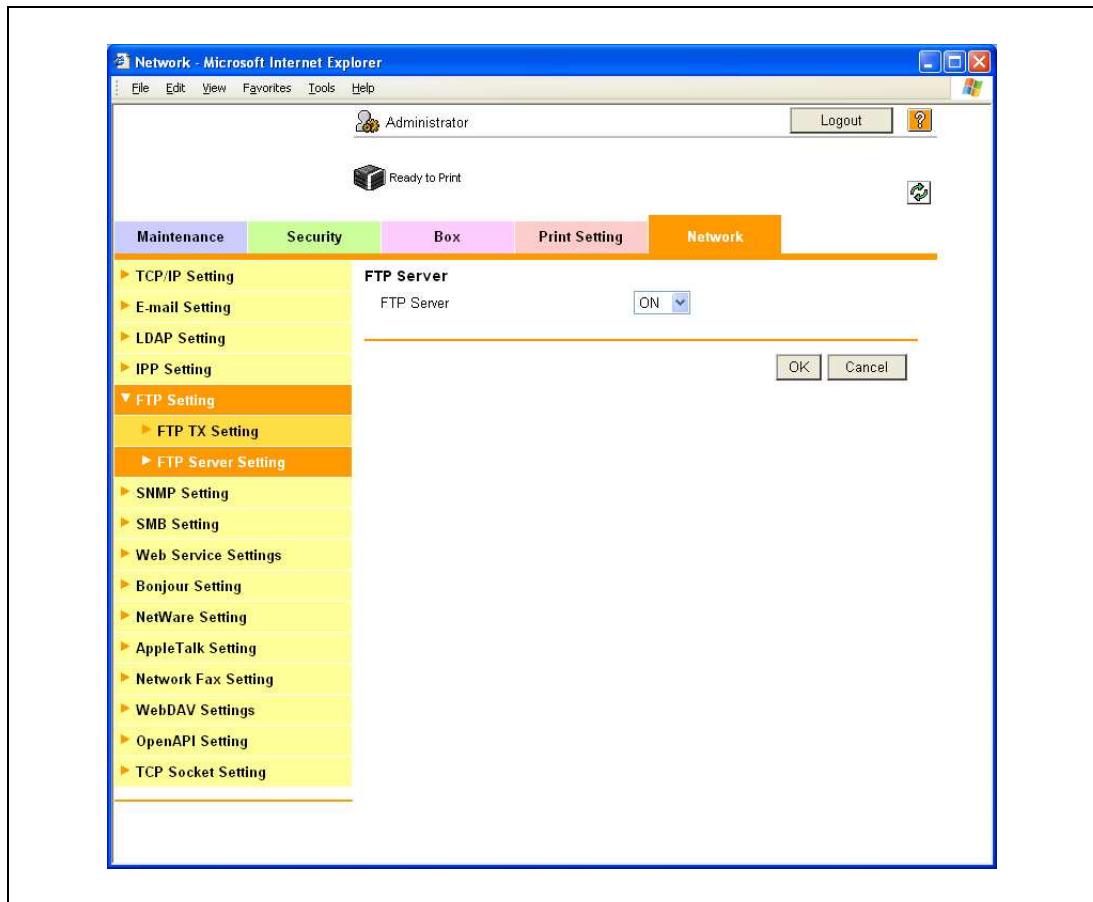 Network - Microsoft Internet Explorer
File Edit View Favorites Tools Help
Administrator
Logout
?
Ready to Print
Maintenance Security Box Print Setting Network
TCP/IP Setting
E-mail Setting
LDAP Setting
IPP Setting
FTP Setting
FTP TX Setting
FTP Server Setting
SNMP Setting
SMB Setting
Web Service Settings
Bonjour Setting
NetWare Setting
AppleTalk Setting
Network Fax Setting
WebDAV Settings
OpenAPI Setting
TCP Socket Setting
FTP Server
FTP Server ON
OK Cancel